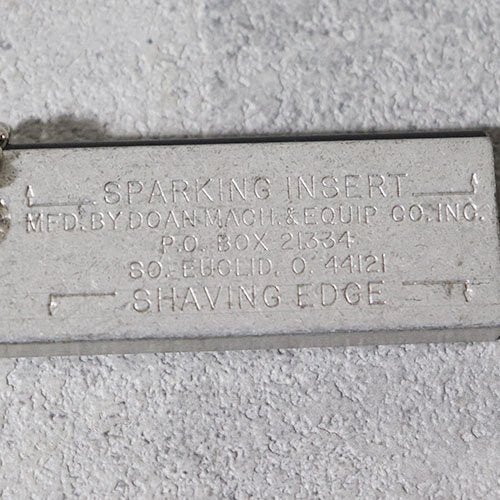 SPARKING INSERT
MFD. BY DOAN MACH. & EQUIP CO. INC.
P.O. BOX 21334
SO. EUCLID, O. 44121
SHAVING EDGE